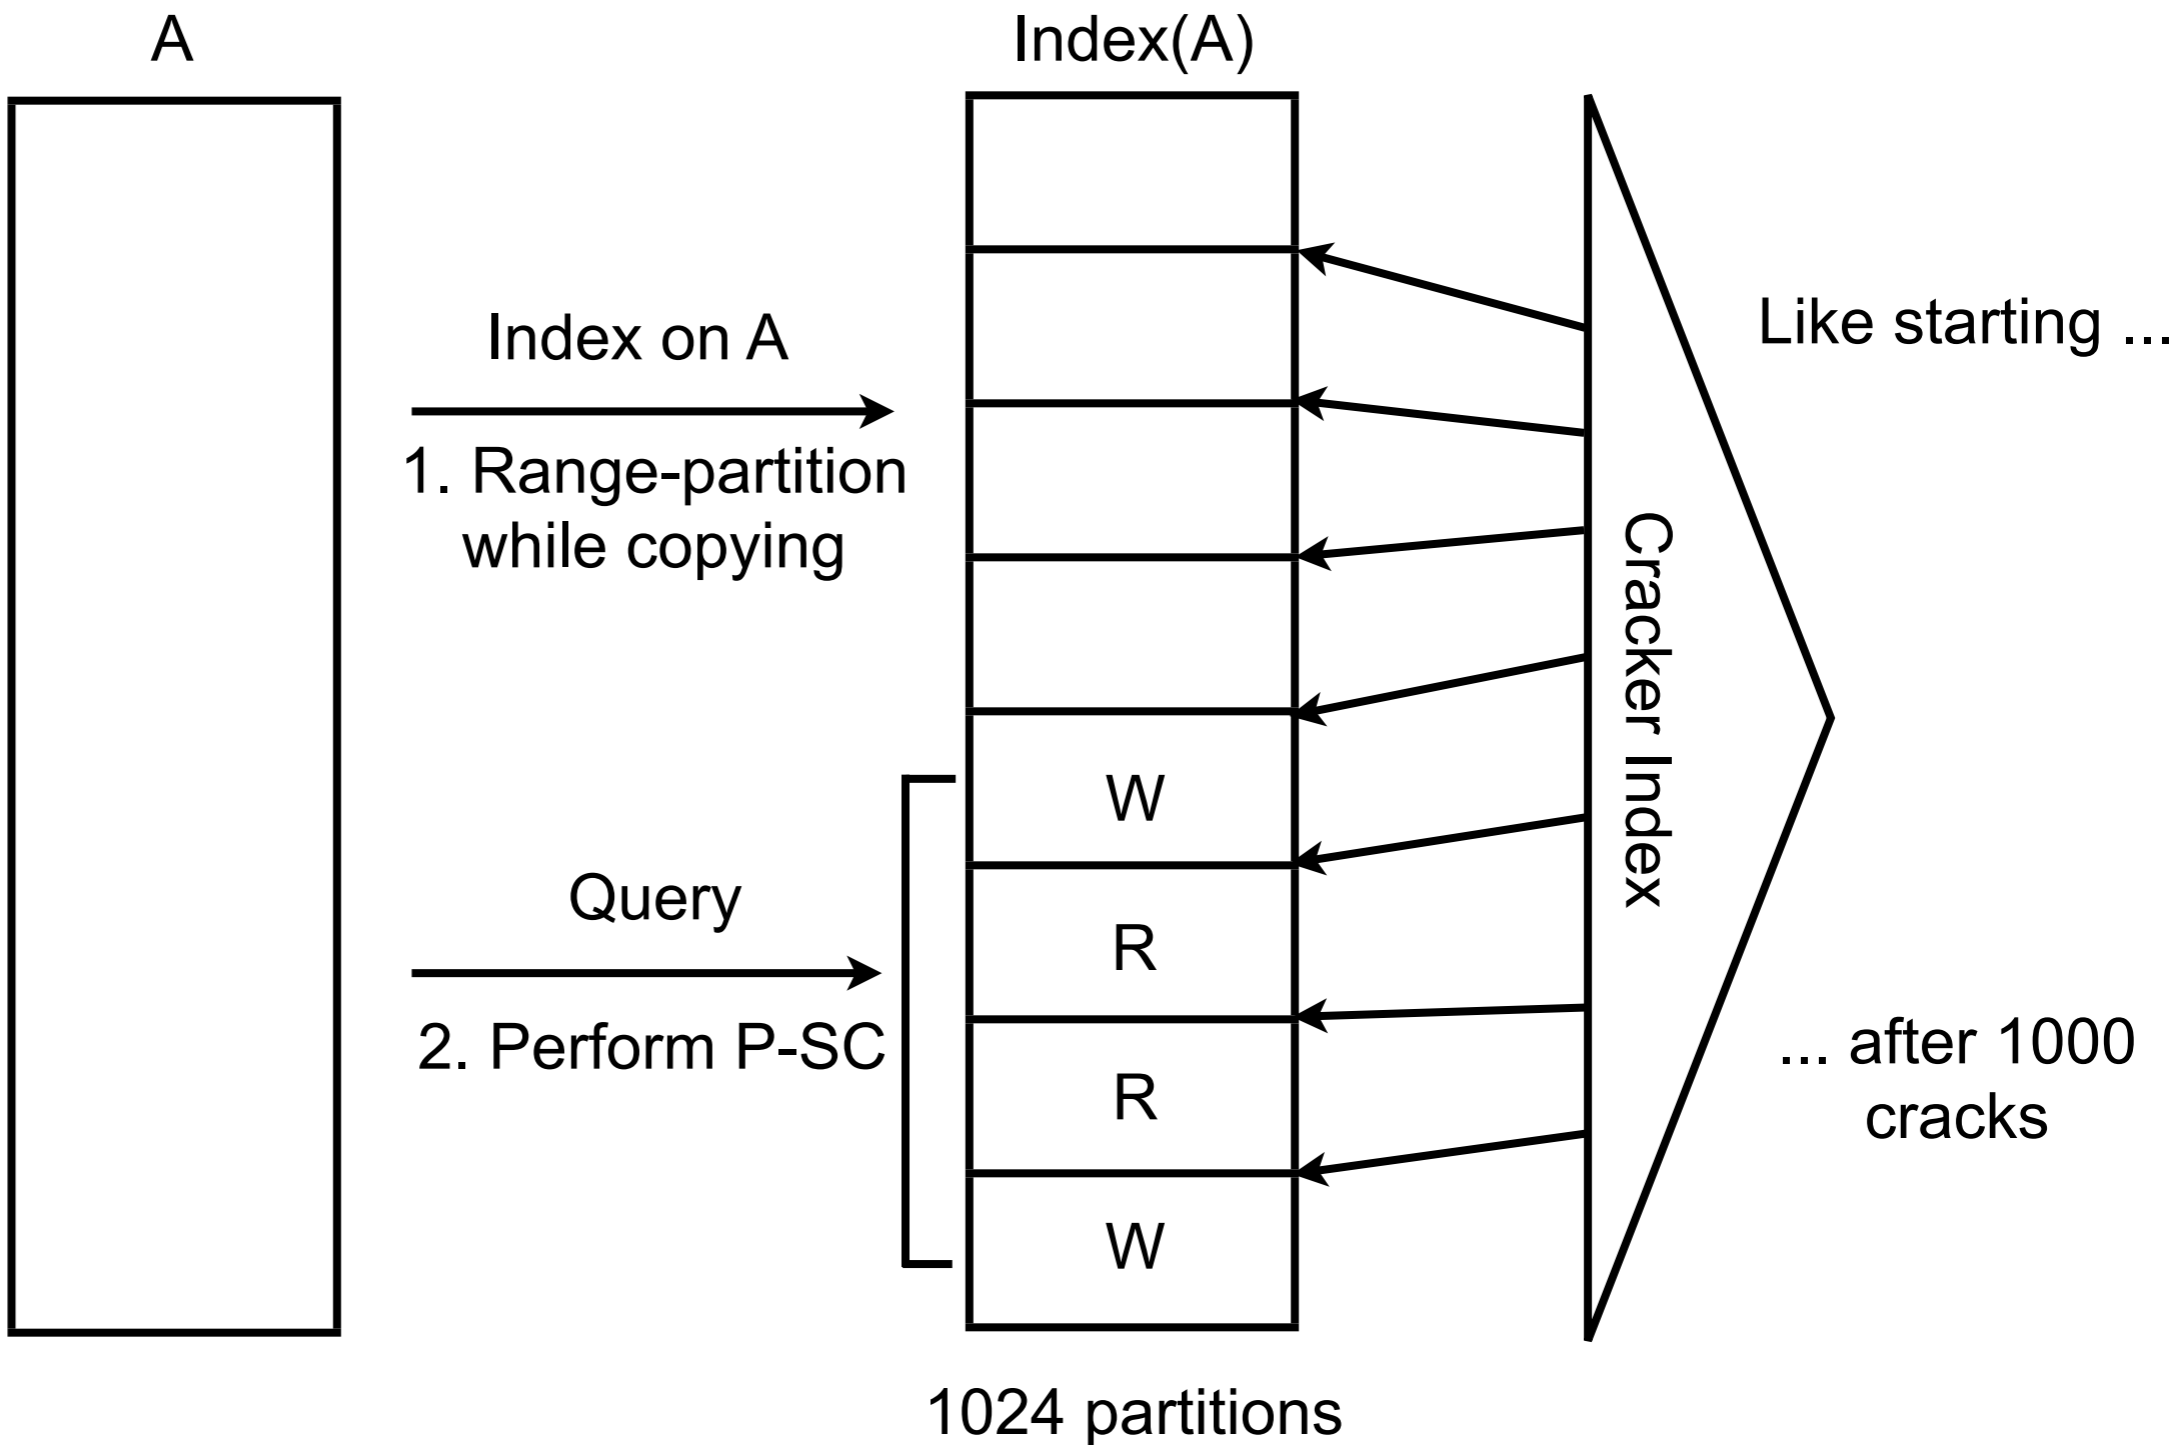 A
Index(A)
Index on A
1. Range-partition
while copying
Like starting ...
Cracker Index
W
Query
R
2. Perform P-SC
R
... after 1000
cracks
W
1024 partitions